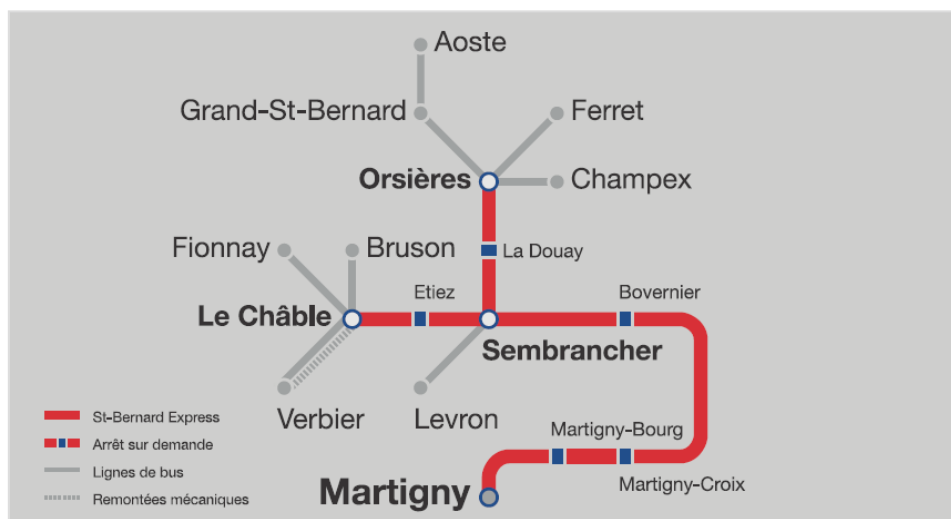 Aoste
Grand-St-Bernard
Ferret
Orsières
Champex
Fionnay
Bruson
La Douay
Etiez
Bovernier
Le Châble
Sembrancher
Verbier
Levron
St-Bernard Express
Arrêt sur demande
Lignes de bus
Remontées mécaniques
Martigny-Bourg
Martigny-Croix
Martigny